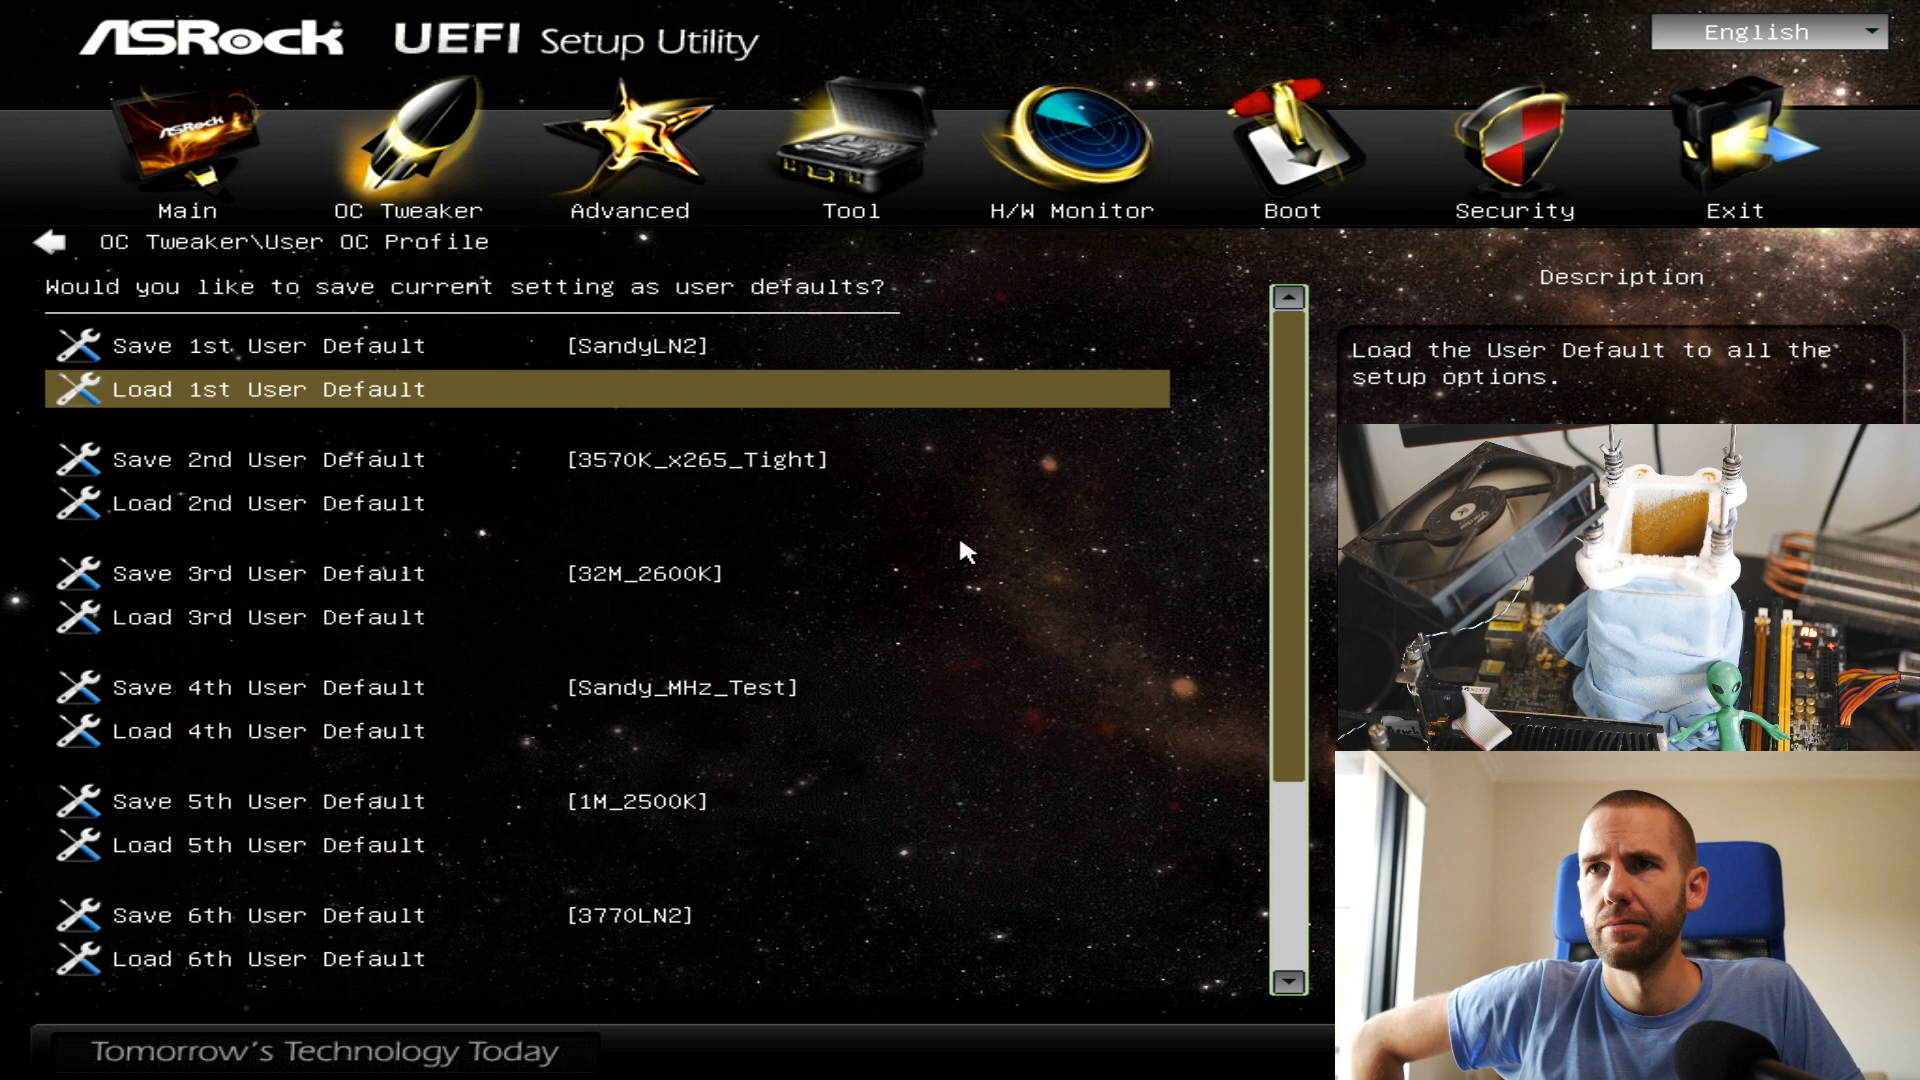 ASRock UEFI Setup Utility
English
ASRock
Main OC Tweaker Advanced Tool H/W Monitor Boot Security Exit
OC Tweaker\User OC Profile
Would you like to save current setting as user defaults?
Save 1st User Default [SandyLN2]
Load 1st User Default
Save 2nd User Default [3570K_x265_Tight]
Load 2nd User Default
Save 3rd User Default [32M_2600K]
Load 3rd User Default
Save 4th User Default [Sandy_MHz_Test]
Load 4th User Default
Save 5th User Default [1M_2500K]
Load 5th User Default
Save 6th User Default [3770LN2]
Load 6th User Default
Description
Load the User Default to all the
setup options.
Tomorrow's Technology Today